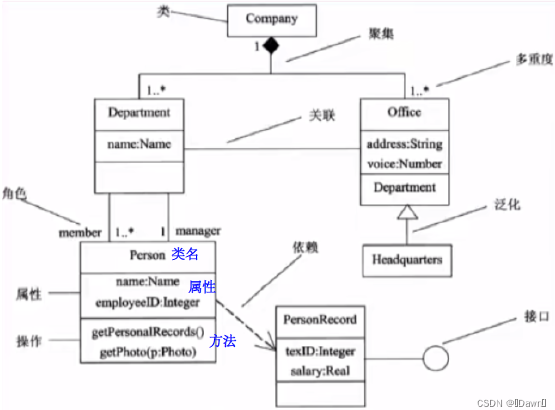 类
Company
1
聚集
多重度
1..*
1..*
Department
name:Name
关联
Office
address:String
voice:Number
Department
角色
member
1..*
1
manager
泛化
Headquarters
依赖
Person 类名
属性
name:Name 属性
employeeID:Integer
操作
getPersonalRecords()
getPhoto(p:Photo) 方法
PersonRecord
texID:Integer
salary:Real
接口